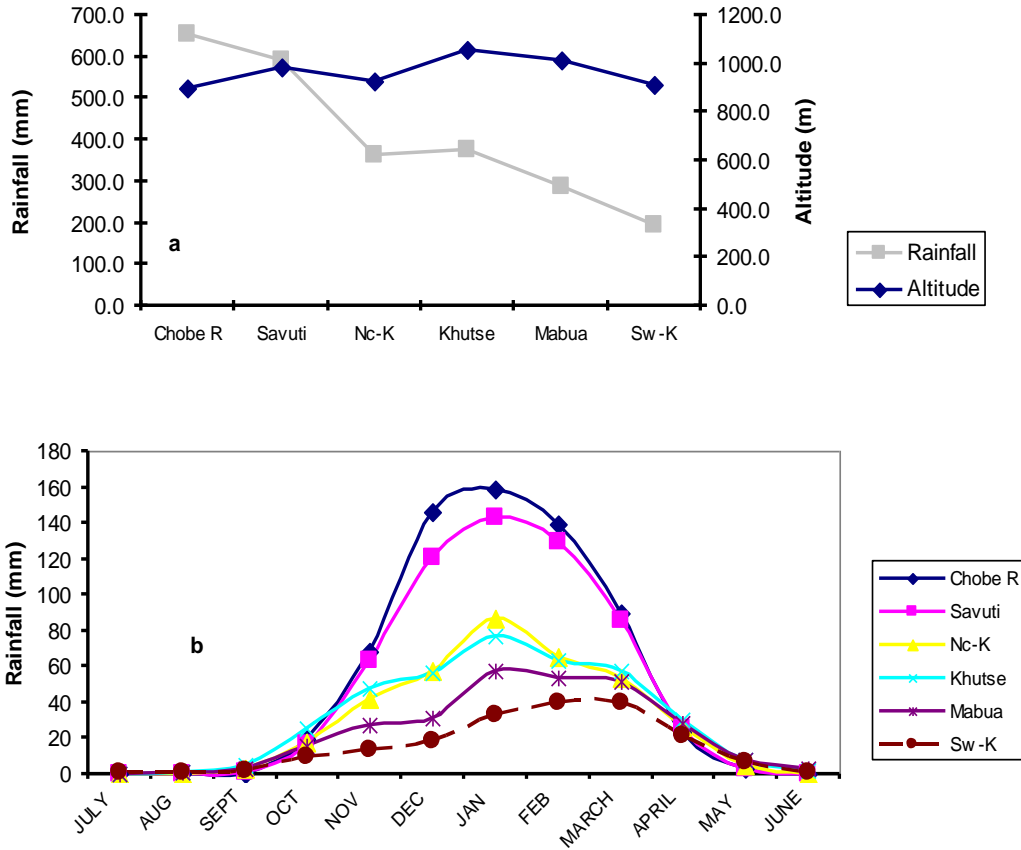 700.0
600.0
500.0
400.0
300.0
200.0
100.0
0.0
Rainfall (mm)
1200.0
1000.0
800.0
600.0
400.0
200.0
0.0
Altitude (m)
a
Chobe R Savuti Nc-K Khutse Mabua Sw-K
Rainfall
Altitude
180
160
140
120
100
80
60
40
20
0
Rainfall (mm)
b
JULY AUG SEPT OCT NOV DEC JAN FEB MARCH APRIL MAY JUNE
Chobe R
Savuti
Nc-K
Khutse
Mabua
Sw-K